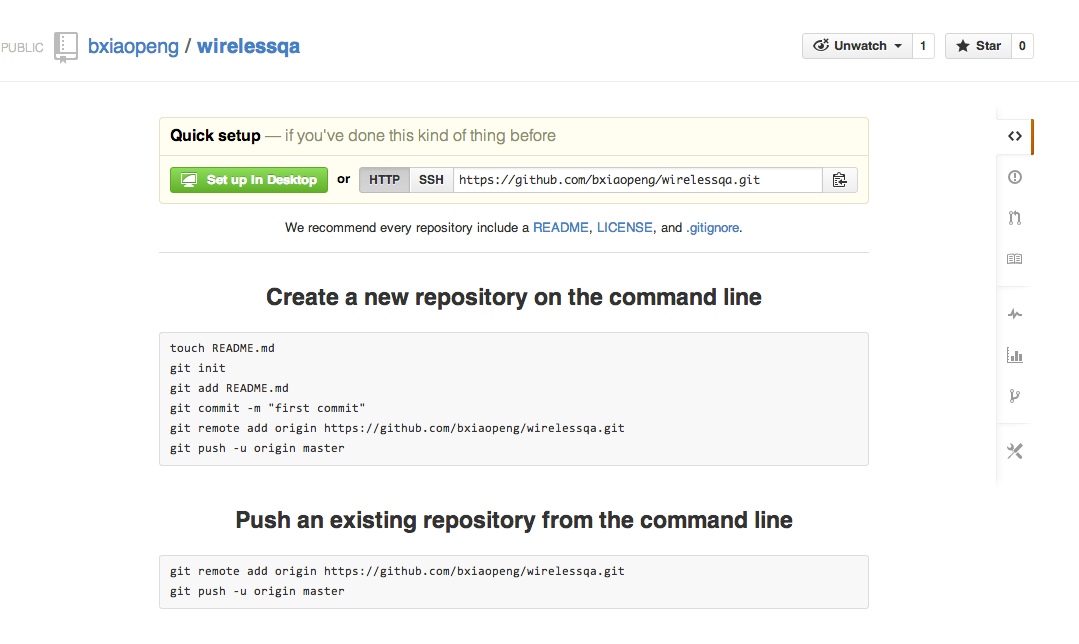 PUBLIC bxiaopeng / wirelessqa Unwatch 1 Star 0
Quick setup — if you've done this kind of thing before
Set up in Desktop or HTTP SSH https://github.com/bxiaopeng/wirelessqa.git
We recommend every repository include a README, LICENSE, and .gitignore.
Create a new repository on the command line
touch README.md
git init
git add README.md
git commit -m "first commit"
git remote add origin https://github.com/bxiaopeng/wirelessqa.git
git push -u origin master
Push an existing repository from the command line
git remote add origin https://github.com/bxiaopeng/wirelessqa.git
git push -u origin master